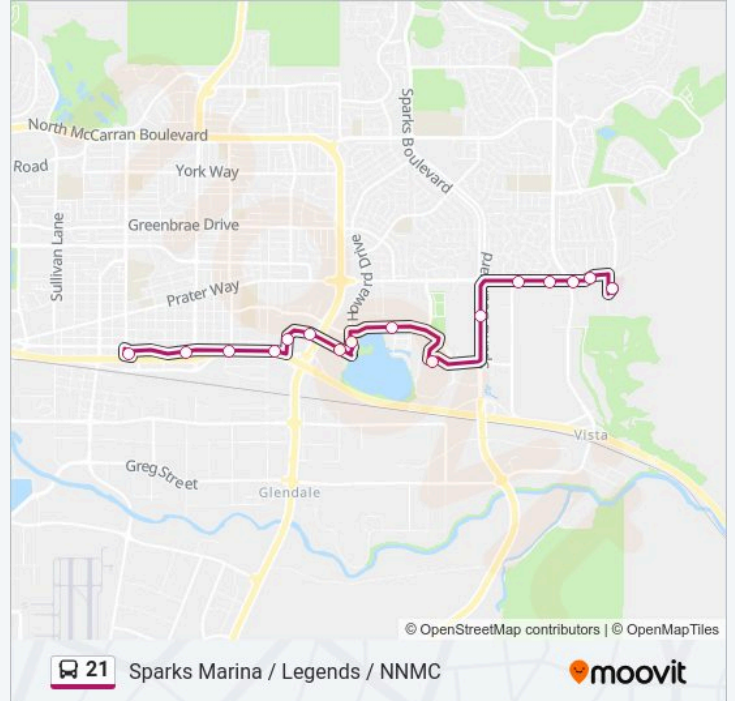 North McCarran Boulevard
Sparks Boulevard
Road
York Way
Sullivan Lane
Greenbrae Drive
Howard Drive
Prater Way
Vista
Greg Street
Glendale
© OpenStreetMap contributors | © OpenMapTiles
21 Sparks Marina / Legends / NNMC
moovit